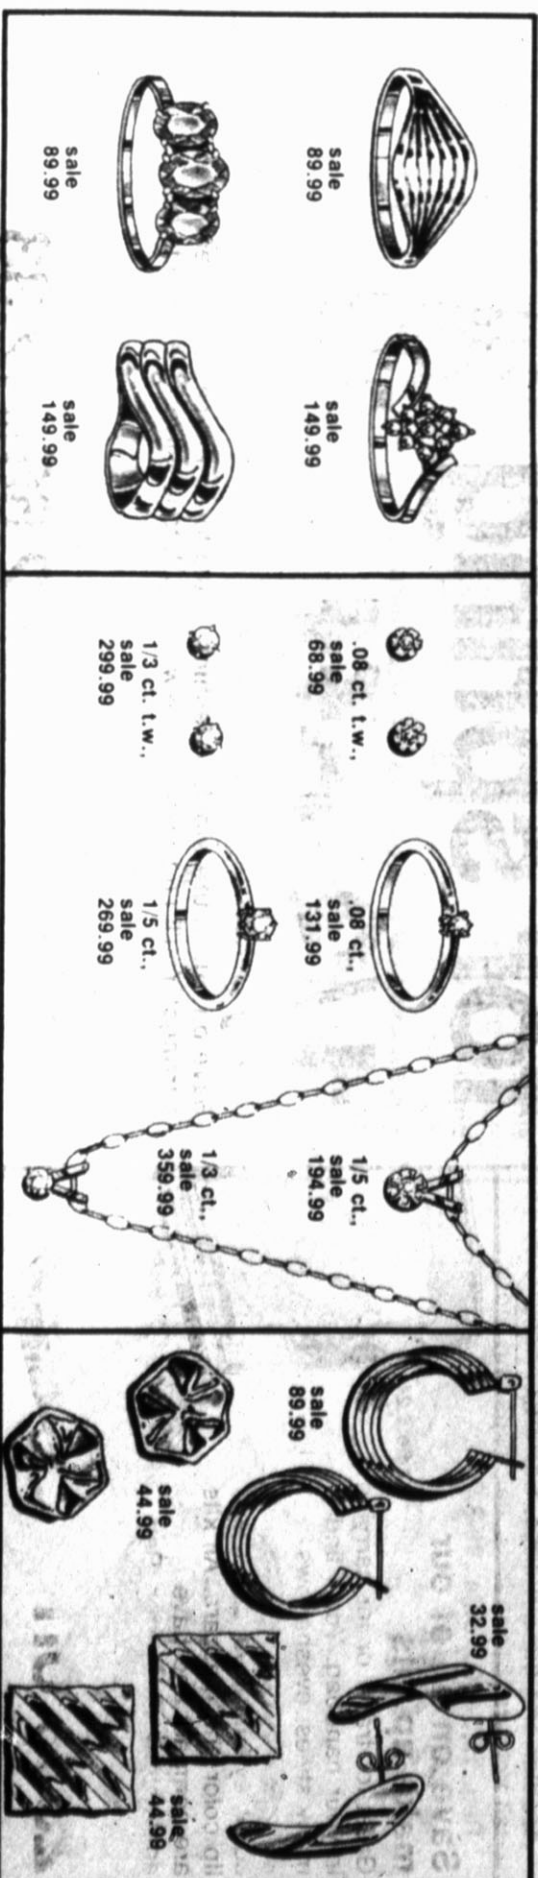 sale
89.99
sale
149.99
sale
89.99
sale
149.99
.08 ct. t.w.,
sale
68.99
.08 ct.,
sale
131.99
1/5 ct.,
sale
194.99
1/3 ct. t.w.,
sale
299.99
1/5 ct.,
sale
269.99
1/3 ct.,
sale
359.99
sale
89.99
sale
32.99
sale
44.99
sale
44.99